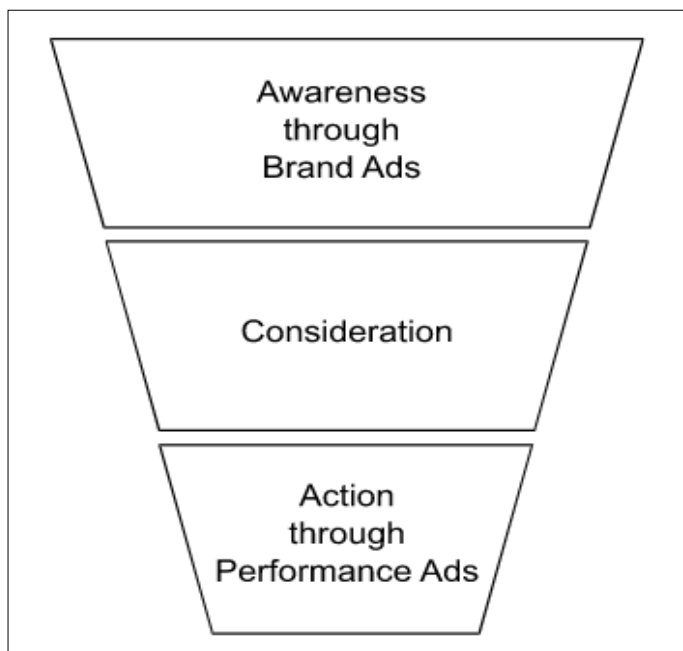 Awareness
through
Brand Ads
Consideration
Action
through
Performance Ads